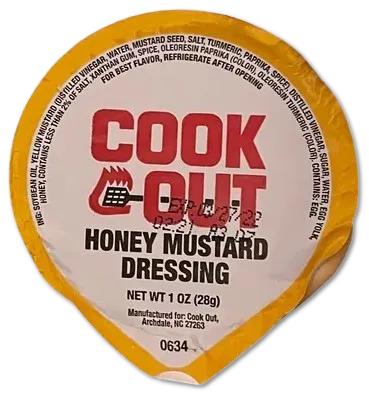 ING: SOYBEAN OIL, YELLOW MUSTARD (DISTILLED VINEGAR, WATER, MUSTARD SEED, SALT, TURMERIC, PAPRIKA, SPICE), DISTILLED VINEGAR, SUGAR, WATER, EGG YOLK,
HONEY, CONTAINS LESS THAN 2% OF SALT, XANTHAN GUM, SPICE, OLEORESIN PAPRIKA (COLOR), OLEORESIN TURMERIC (COLOR). CONTAINS: EGG.
FOR BEST FLAVOR, REFRIGERATE AFTER OPENING
COOK
OUT
HONEY MUSTARD
DRESSING
NET WT 1 OZ (28g)
Manufactured for: Cook Out,
Archdale, NC 27263
0634